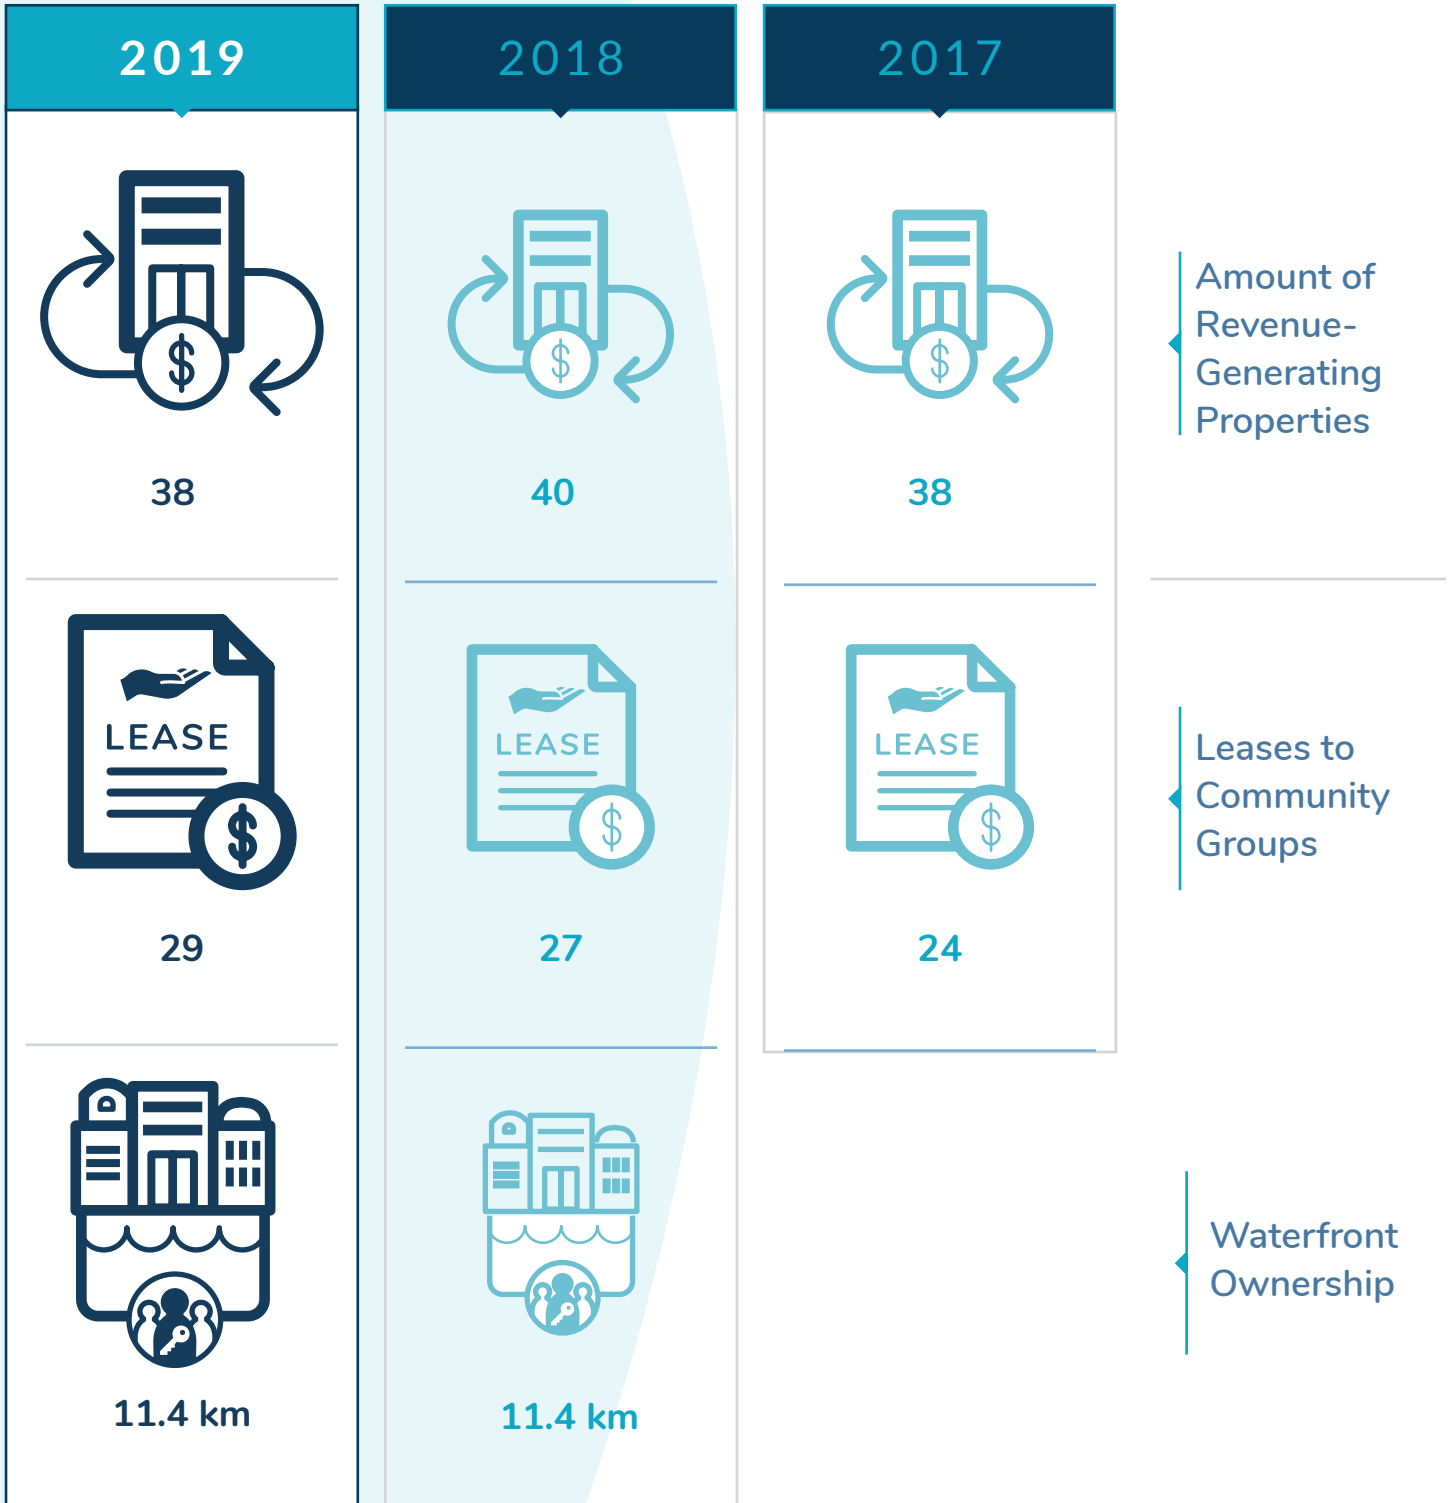 2019
2018
2017
38
40
38
Amount of
Revenue-
Generating
Properties
LEASE
$
LEASE
$
LEASE
$
29
27
24
Leases to
Community
Groups
$
$
$
11.4 km
11.4 km
Waterfront
Ownership